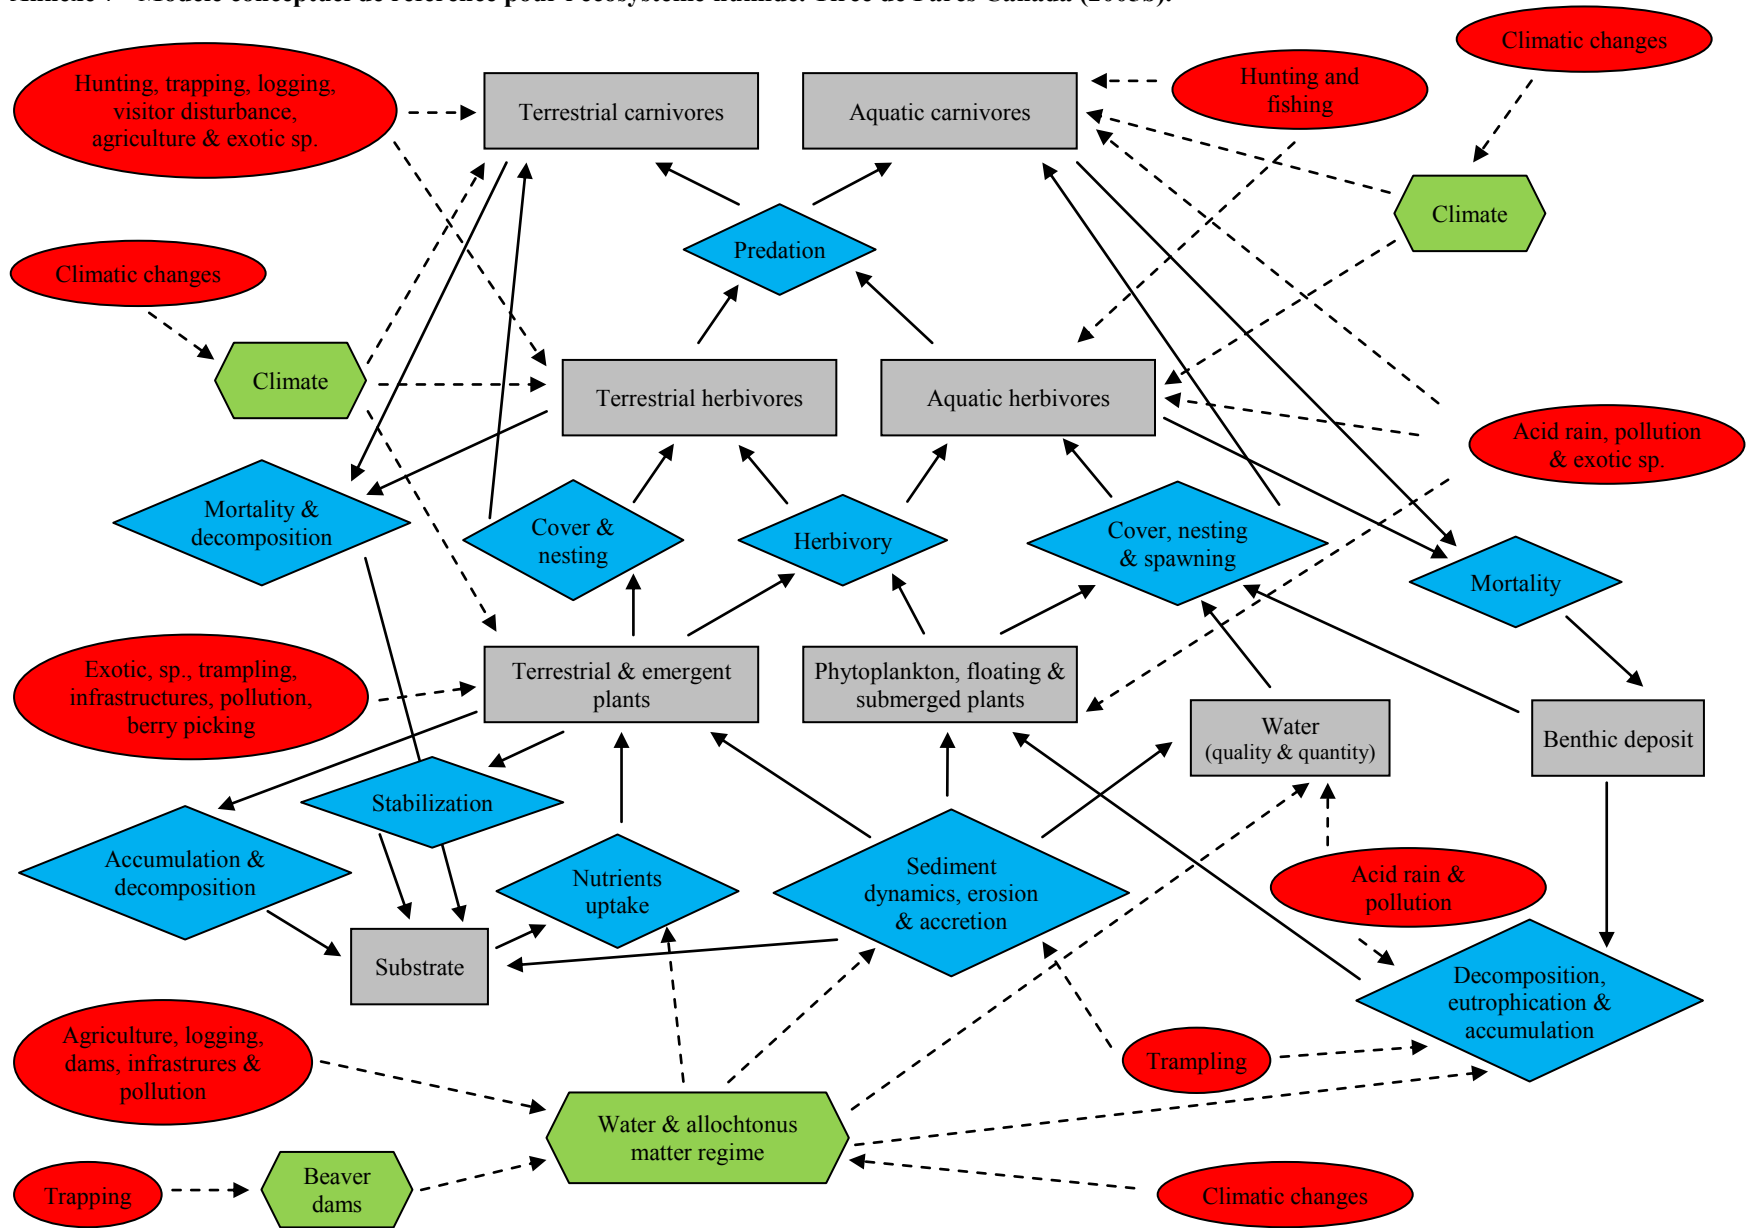 Climatic changes
Hunting, trapping, logging,
visitor disturbance,
agriculture & exotic sp.
Terrestrial carnivores
Aquatic carnivores
Hunting and
fishing
Climate
Predation
Climatic changes
Climate
Terrestrial herbivores
Aquatic herbivores
Acid rain, pollution
& exotic sp.
Mortality &
decomposition
Cover &
nesting
Herbivory
Cover, nesting
& spawning
Mortality
Exotic, sp., trampling,
infrastructures, pollution,
berry picking
Terrestrial & emergent
plants
Phytoplankton, floating &
submerged plants
Water
(quality & quantity)
Benthic deposit
Stabilization
Accumulation &
decomposition
Nutrients
uptake
Sediment
dynamics, erosion
& accretion
Acid rain &
pollution
Substrate
Decomposition,
eutrophication &
accumulation
Agriculture, logging,
dams, infrastrures &
pollution
Trampling
Water & allochtonus
matter regime
Trapping
Beaver
dams
Climatic changes